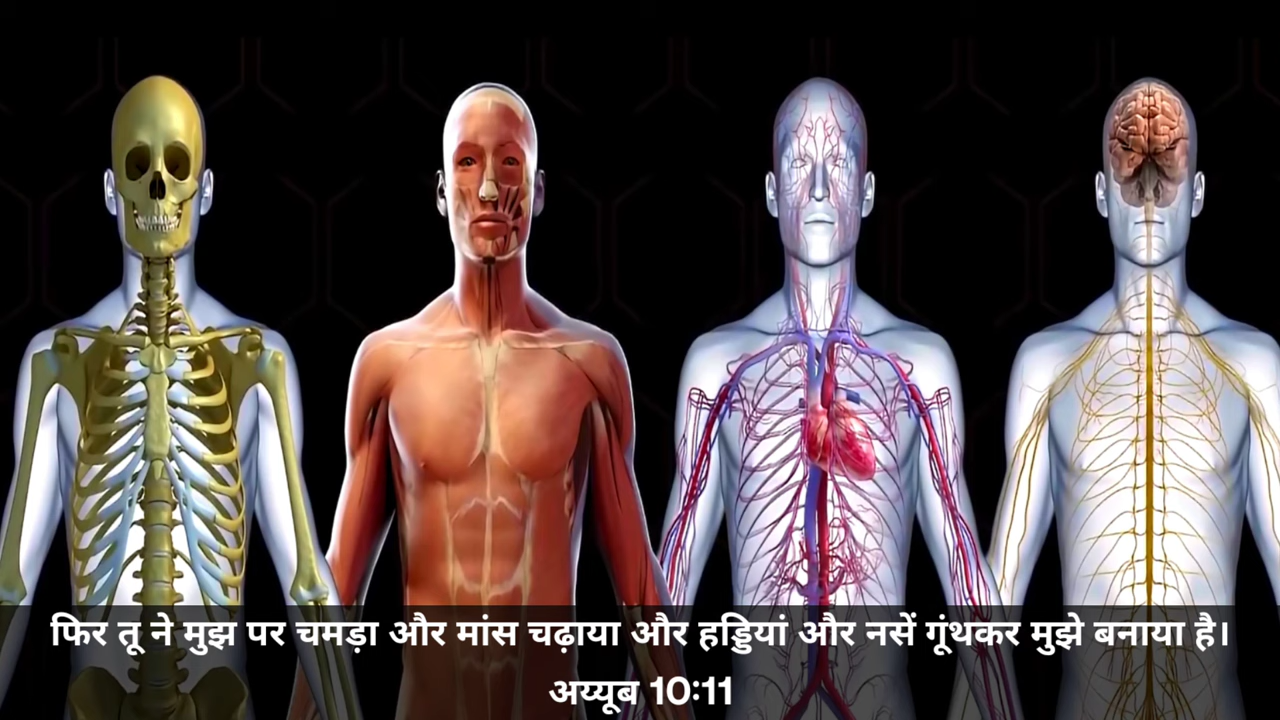 फिर तू ने मुझ पर चमड़ा और मांस चढ़ाया और हड्डियां और नसें गूंथकर मुझे बनाया है।
अय्यूब 10:11